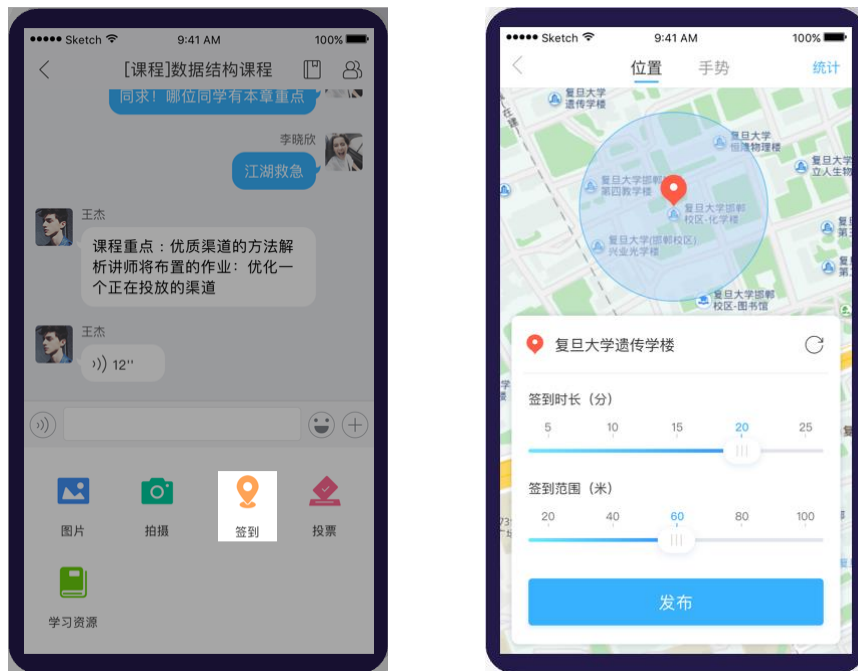 Sketch 9:41 AM 100%
[课程]数据结构课程
同求！哪位同学有本章重点
李晓欣
江湖救急
王杰
课程重点：优质渠道的方法解
析讲师将布置的作业：优化一
个正在投放的渠道
王杰
12''
图片
拍摄
签到
投票
学习资源
Sketch 9:41 AM 100%
位置 手势 统计
复旦大学
遗传学楼
复旦大学
恒隆物理楼
复旦大学
立人生物
第四教学楼
复旦大学邯郸
校区-化学楼
复旦大学(邯郸校区)
兴业光学楼
复旦大学邯郸
校区-图书馆
复旦大学遗传学楼
签到时长（分）
5 10 15 20 25
签到范围（米）
20 40 60 80 100
发布